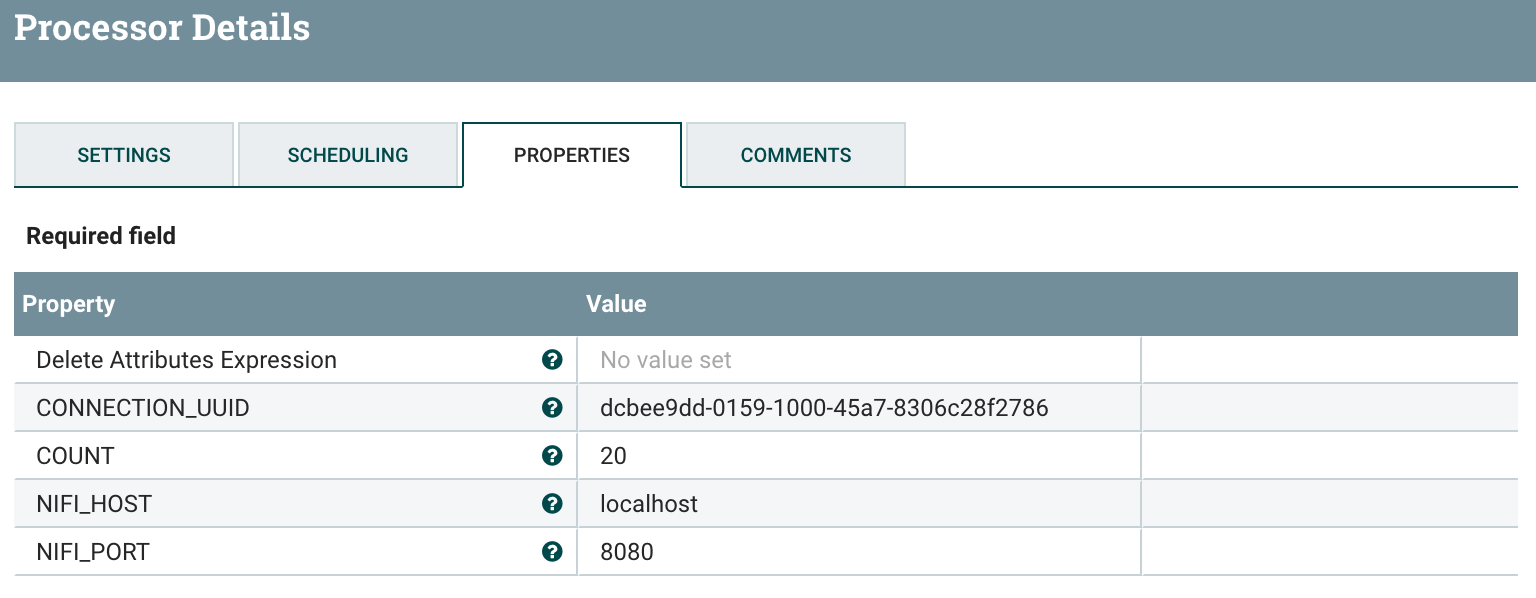 Processor Details
SETTINGS SCHEDULING PROPERTIES COMMENTS
Required field
Property Value
Delete Attributes Expression No value set
CONNECTION_UUID dcbee9dd-0159-1000-45a7-8306c28f2786
COUNT 20
NIFI_HOST localhost
NIFI_PORT 8080